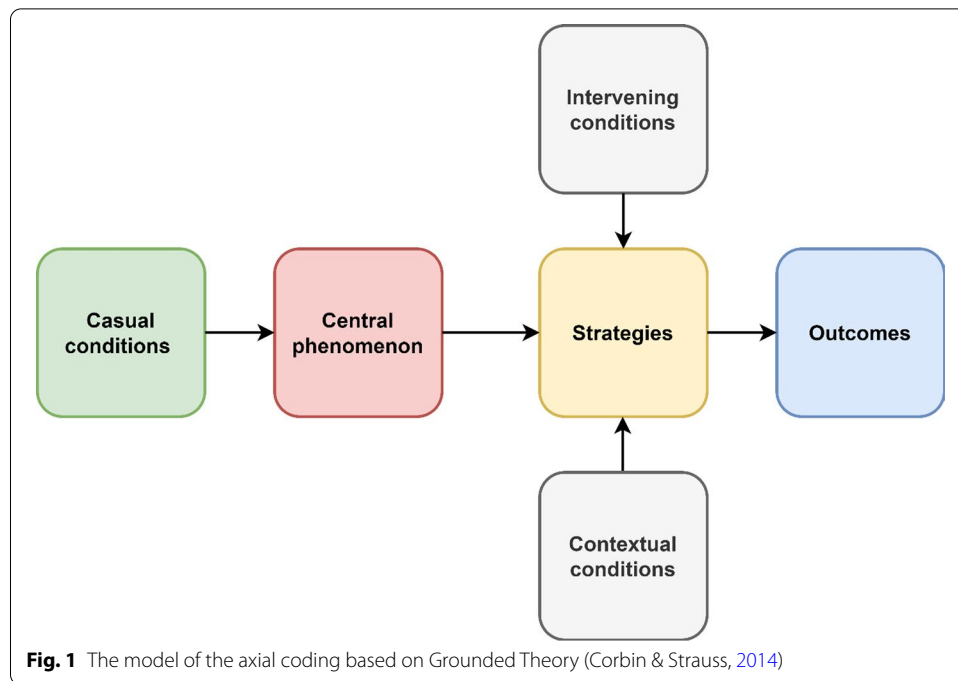 Intervening
conditions
Casual
conditions
Central
phenomenon
Strategies
Outcomes
Contextual
conditions
Fig. 1 The model of the axial coding based on Grounded Theory (Corbin & Strauss, 2014)